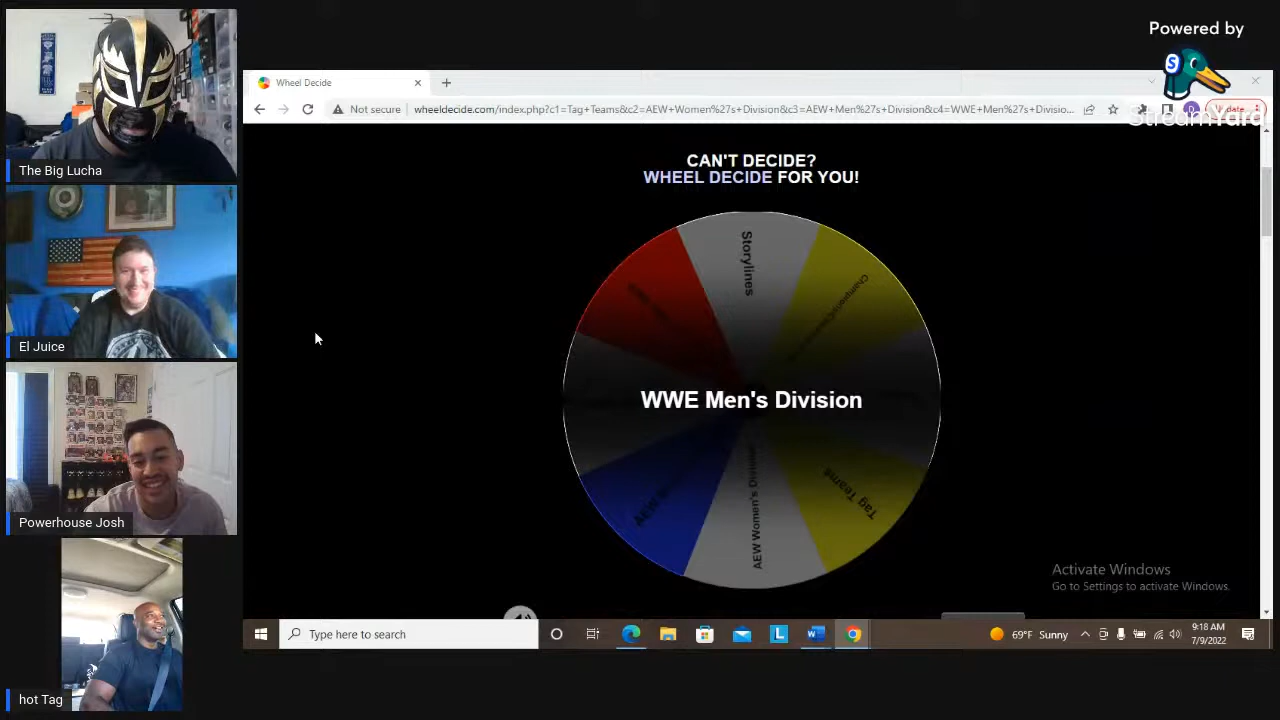 Powered by
StreamYard
The Big Lucha
El Juice
Powerhouse Josh
hot Tag
Wheel Decide
Not secure
wheeldecide.com/index.php?c1=Tag+Teams&c2=AEW+Women%27s+Division&c3=AEW+Men%27s+Division&c4=WWE+Men%27s+Divisio...
D
CAN'T DECIDE?
WHEEL DECIDE FOR YOU!
Storylines
WWE Men's Division
AEW
AEW Women's Division
Tag Teams
Activate Windows
Go to Settings to activate Windows.
Type here to search
69°F Sunny
9:18 AM
7/9/2022